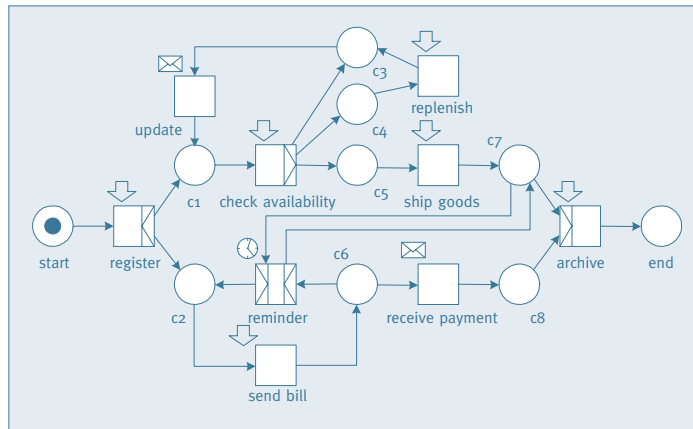 c3
update
replenish
c4
c7
c1
check availability
c5
ship goods
start
register
c6
archive
end
c2
reminder
receive payment
c8
send bill